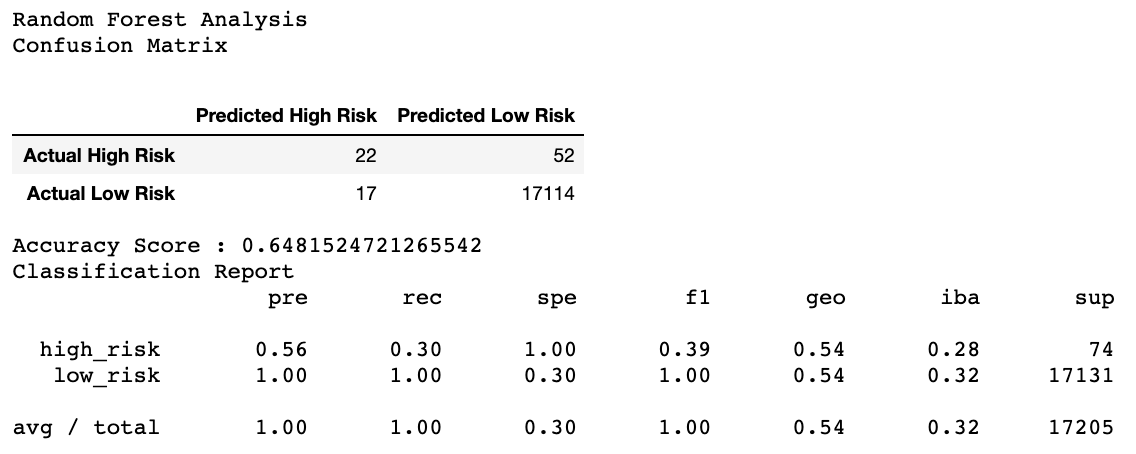 Random Forest Analysis
Confusion Matrix
Predicted High Risk Predicted Low Risk
Actual High Risk 22 52
Actual Low Risk 17 17114
Accuracy Score : 0.6481524721265542
Classification Report
pre rec spe f1 geo iba sup
high_risk 0.56 0.30 1.00 0.39 0.54 0.28 74
low_risk 1.00 1.00 0.30 1.00 0.54 0.32 17131
avg / total 1.00 1.00 0.30 1.00 0.54 0.32 17205